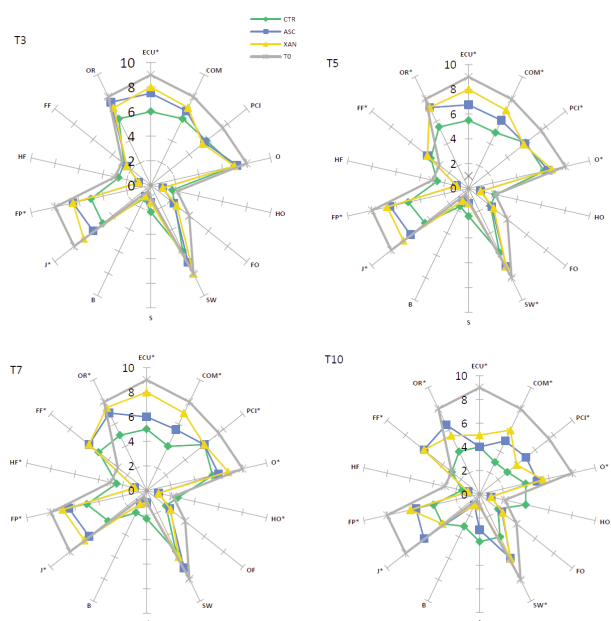 CTR
ASC
XAN
T0
T3
10
8
6
4
2
0
ECU*
COM
PCI
O
HO
FO
SW
S
B
J*
FP*
HF
FF
OR
T5
10
8
6
4
2
0
ECU*
COM*
PCI*
O*
HO
FO
SW*
S
B
J*
FP*
HF
FF*
OR*
T7
10
8
6
4
2
0
ECU*
COM*
PCI*
O*
HO*
OF
SW
B
J*
FP*
HF*
FF*
OR*
T10
10
8
6
4
2
0
ECU*
COM*
PCI*
O*
HO
FO
SW*
B
J*
FP*
HF*
FF*
OR*